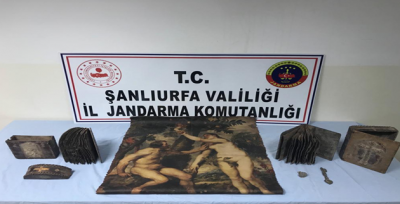 T.C.
ŞANLIURFA VALİLİĞİ
İL JANDARMA KOMUTANLIĞI